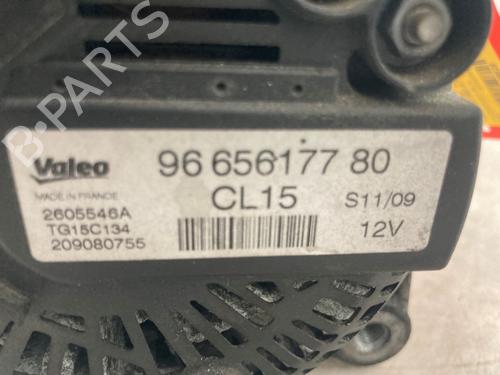 Valeo
96 656177 80
MADE IN FRANCE
CL15
S11/09
2605546A
TG15C134
209080755
12V
B-PARTS